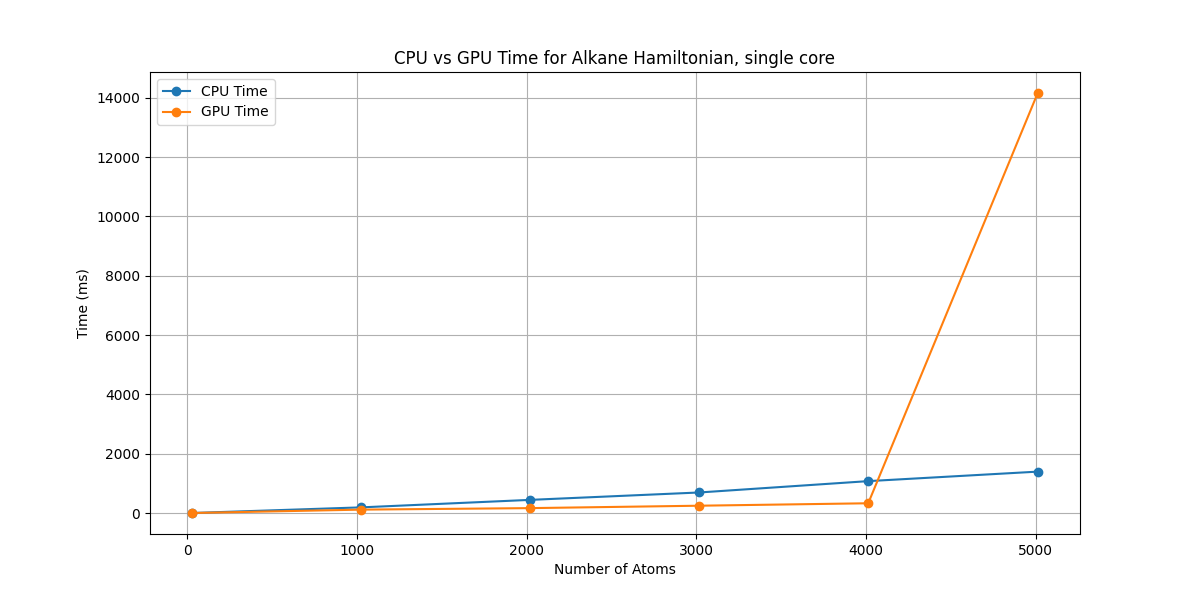 CPU vs GPU Time for Alkane Hamiltonian, single core
CPU Time
GPU Time
14000
12000
10000
8000
6000
4000
2000
0
Time (ms)
0 1000 2000 3000 4000 5000
Number of Atoms